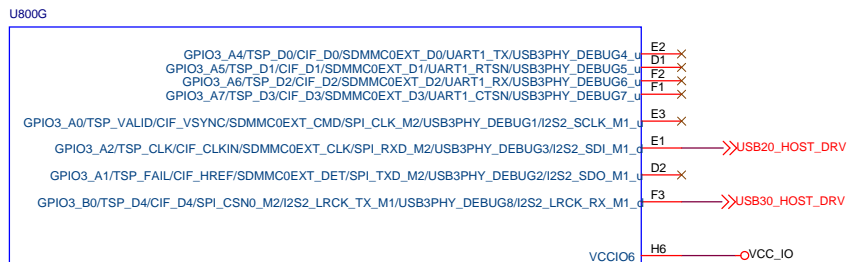 U800G
GPIO3_A4/TSP_D0/CIF_D0/SDMMC0EXT_D0/UART1_TX/USB3PHY_DEBUG4_u E2
GPIO3_A5/TSP_D1/CIF_D1/SDMMC0EXT_D1/UART1_RTSN/USB3PHY_DEBUG5_u D1
GPIO3_A6/TSP_D2/CIF_D2/SDMMC0EXT_D2/UART1_RX/USB3PHY_DEBUG6_u F2
GPIO3_A7/TSP_D3/CIF_D3/SDMMC0EXT_D3/UART1_CTSN/USB3PHY_DEBUG7_u F1
GPIO3_A0/TSP_VALID/CIF_VSYNC/SDMMC0EXT_CMD/SPI_CLK_M2/USB3PHY_DEBUG1/I2S2_SCLK_M1_u E3
GPIO3_A2/TSP_CLK/CIF_CLKIN/SDMMC0EXT_CLK/SPI_RXD_M2/USB3PHY_DEBUG3/I2S2_SDI_M1_d E1 USB20_HOST_DRV
GPIO3_A1/TSP_FAIL/CIF_HREF/SDMMC0EXT_DET/SPI_TXD_M2/USB3PHY_DEBUG2/I2S2_SDO_M1_u D2
GPIO3_B0/TSP_D4/CIF_D4/SPI_CSN0_M2/I2S2_LRCK_TX_M1/USB3PHY_DEBUG8/I2S2_LRCK_RX_M1_d F3 USB30_HOST_DRV
VCCIO6 H6 VCC_IO